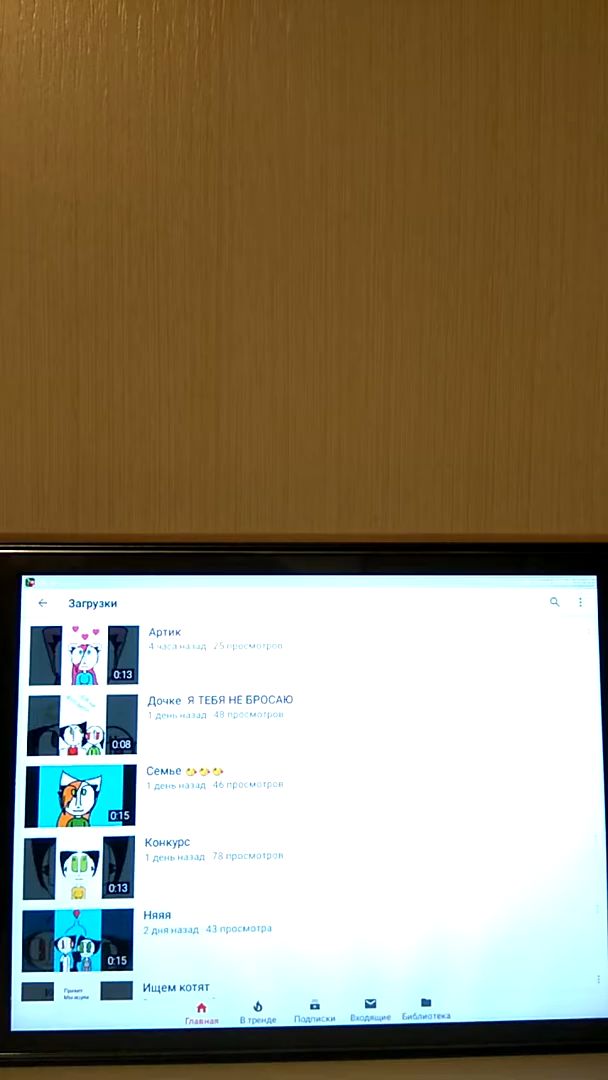 Загрузки
Артик
4 часа назад · 25 просмотров
0:13
Дочке Я ТЕБЯ НЕ БРОСАЮ
1 день назад · 48 просмотров
0:08
Семье
1 день назад · 46 просмотров
0:15
Конкурс
1 день назад · 78 просмотров
0:13
Няяя
2 дня назад · 43 просмотра
0:15
Ищем котят
Привет
Главная
В тренде
Подписки
Входящие
Библиотека